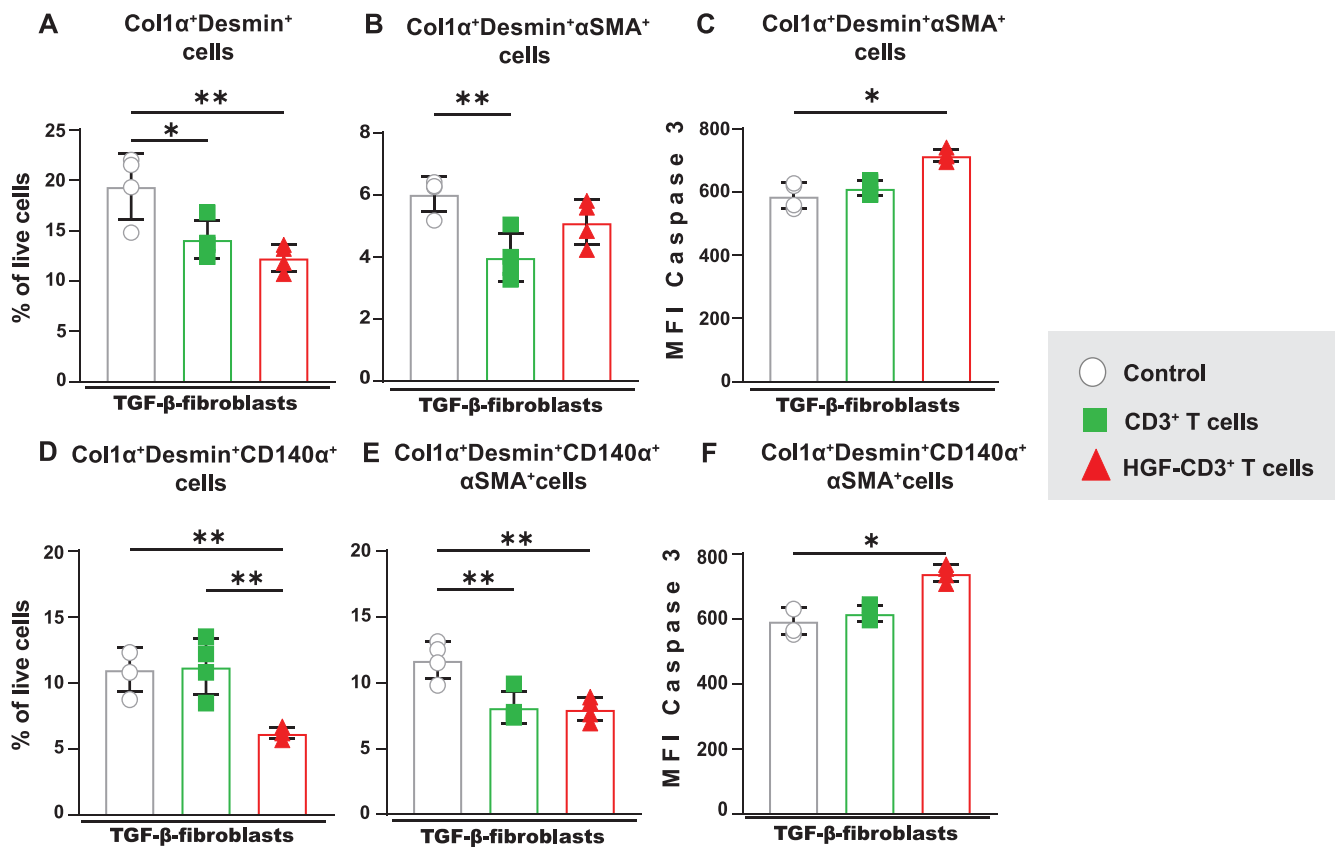 A Col1α⁺Desmin⁺
cells
**
*
% of live cells
25
20
15
10
5
0
TGF-β-fibroblasts
B Col1α⁺Desmin⁺αSMA⁺
cells
**
8
6
4
2
0
TGF-β-fibroblasts
C Col1α⁺Desmin⁺αSMA⁺
cells
*
MFI Caspase 3
800
600
400
200
0
TGF-β-fibroblasts
Control
CD3⁺ T cells
HGF-CD3⁺ T cells
D Col1α⁺Desmin⁺CD140α⁺
cells
**
**
% of live cells
20
15
10
5
0
TGF-β-fibroblasts
E Col1α⁺Desmin⁺CD140α⁺
αSMA⁺cells
**
**
20
15
10
5
0
TGF-β-fibroblasts
F Col1α⁺Desmin⁺CD140α⁺
αSMA⁺cells
*
MFI Caspase 3
800
600
400
200
0
TGF-β-fibroblasts